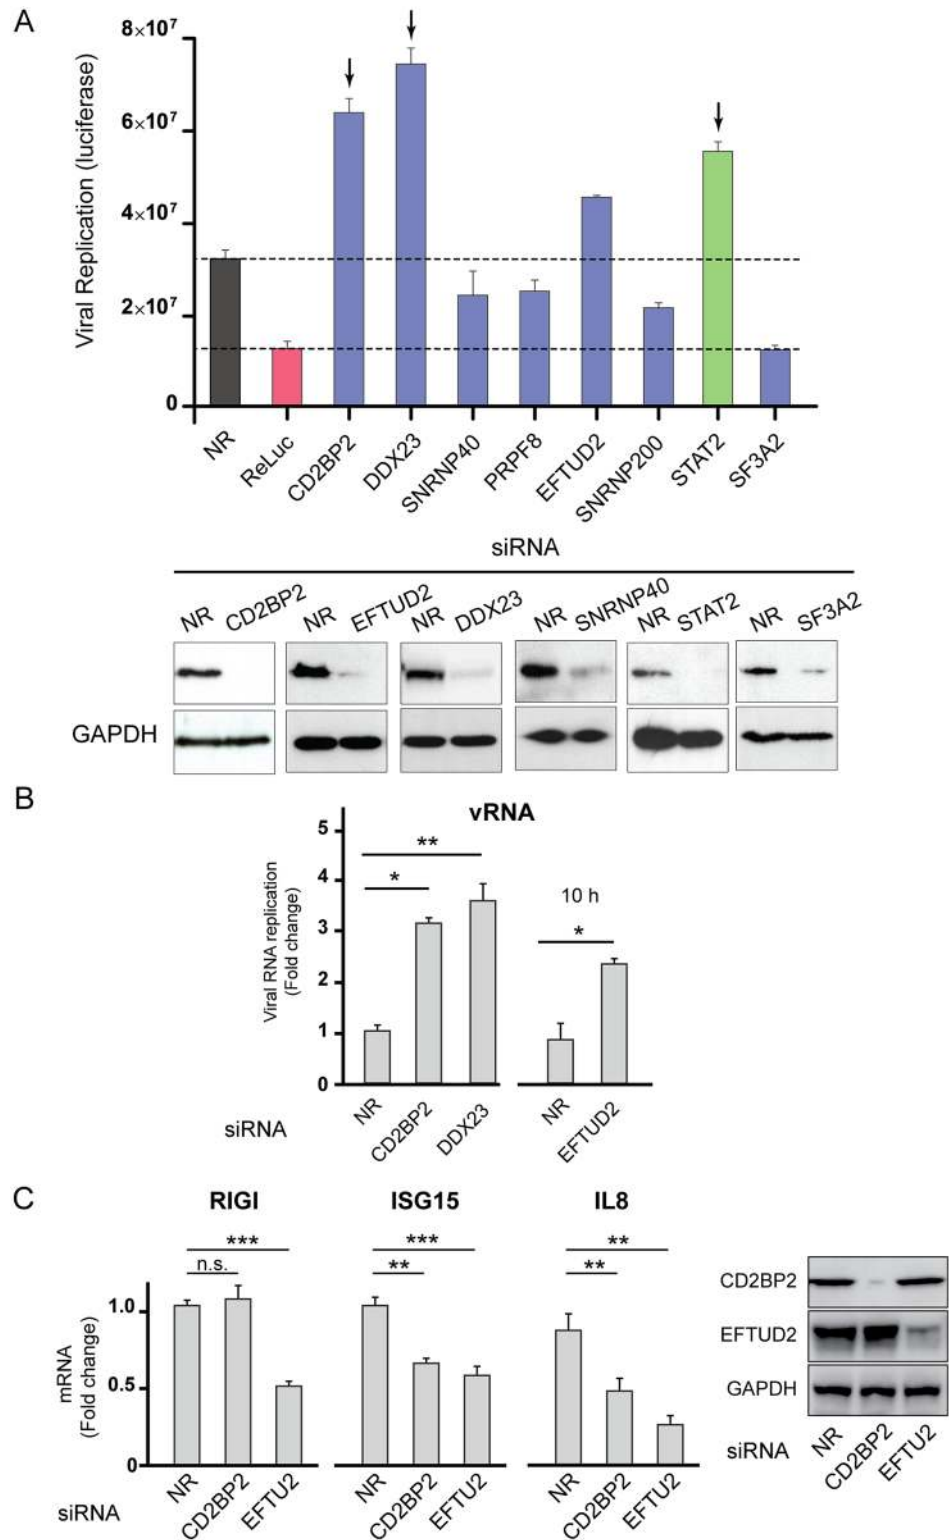 A
Viral Replication (luciferase)
8×10⁷
6×10⁷
4×10⁷
2×10⁷
0
NR
ReLuc
CD2BP2
DDX23
SNRNP40
PRPF8
EFTUD2
SNRNP200
STAT2
SF3A2
siRNA
NR CD2BP2 NR EFTUD2 NR DDX23 NR SNRNP40 NR STAT2 NR SF3A2
GAPDH
B
vRNA
Viral RNA replication
(Fold change)
5
4
3
2
1
0
**
*
10 h
*
siRNA
NR
CD2BP2
DDX23
NR
EFTUD2
C
RIGI
ISG15
IL8
mRNA
(Fold change)
1.0
0.5
0
***
n.s.
***
**
**
**
siRNA
NR
CD2BP2
EFTU2
NR
CD2BP2
EFTU2
NR
CD2BP2
EFTU2
CD2BP2
EFTUD2
GAPDH
siRNA
NR
CD2BP2
EFTU2